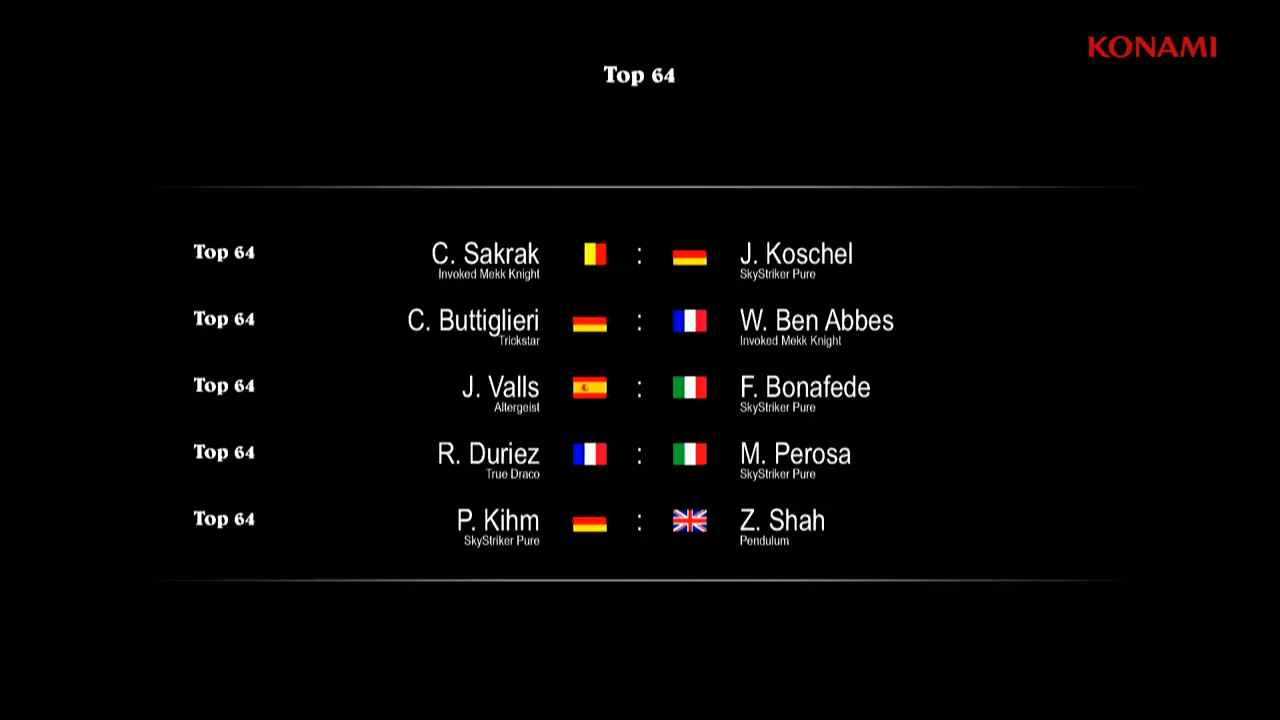 KONAMI
Top 64
Top 64 C. Sakrak : J. Koschel
Invoked Mekk Knight SkyStriker Pure
Top 64 C. Buttiglieri : W. Ben Abbes
Trickstar Invoked Mekk Knight
Top 64 J. Valls : F. Bonafede
Altergeist SkyStriker Pure
Top 64 R. Duriez : M. Perosa
True Draco SkyStriker Pure
Top 64 P. Kihm : Z. Shah
SkyStriker Pure Pendulum